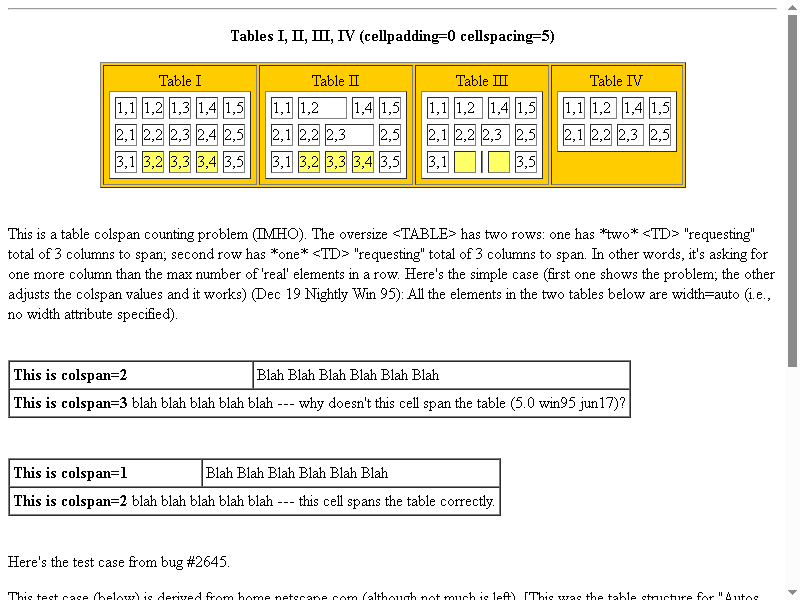 Tables I, II, III, IV (cellpadding=0 cellspacing=5)
Table I Table II Table III Table IV
1,1 1,2 1,3 1,4 1,5 1,1 1,2 1,4 1,5 1,1 1,2 1,4 1,5 1,1 1,2 1,4 1,5
2,1 2,2 2,3 2,4 2,5 2,1 2,2 2,3 2,5 2,1 2,2 2,3 2,5 2,1 2,2 2,3 2,5
3,1 3,2 3,3 3,4 3,5 3,1 3,2 3,3 3,4 3,5 3,1 3,5
This is a table colspan counting problem (IMHO). The oversize <TABLE> has two rows: one has *two* <TD> "requesting"
total of 3 columns to span; second row has *one* <TD> "requesting" total of 3 columns to span. In other words, it's asking for
one more column than the max number of 'real' elements in a row. Here's the simple case (first one shows the problem; the other
adjusts the colspan values and it works) (Dec 19 Nightly Win 95): All the elements in the two tables below are width=auto (i.e.,
no width attribute specified).
This is colspan=2 Blah Blah Blah Blah Blah Blah
This is colspan=3 blah blah blah blah blah --- why doesn't this cell span the table (5.0 win95 jun17)?
This is colspan=1 Blah Blah Blah Blah Blah Blah
This is colspan=2 blah blah blah blah blah --- this cell spans the table correctly.
Here's the test case from bug #2645.
This test case (below) is derived from home.netscape.com (although not much is left). [This was the table structure for "Autos